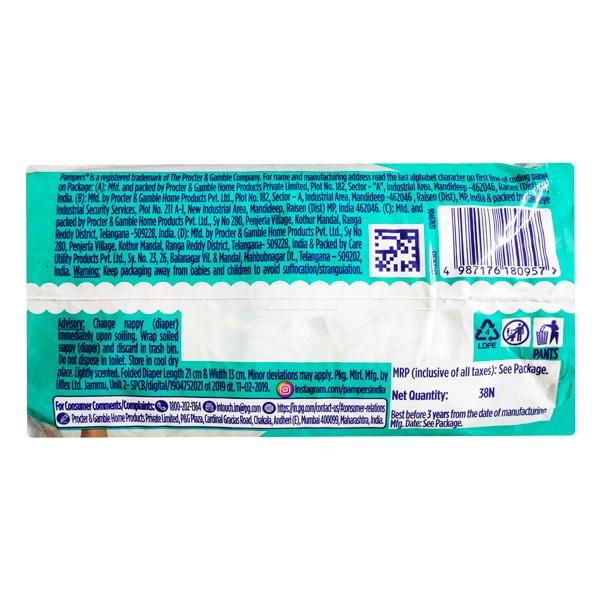 Pampers® is a registered trademark of The Procter & Gamble Company. For name and manufacturing address read the last alphabet character on first line of coding panel
on Package: (A): Mfd. and packed by Procter & Gamble Home Products Private Limited, Plot No. 182, Sector - "A", Industrial Area, Mandideep -462046, Raisen (Dist)
India. (B): Mfd. by Procter & Gamble Home Products Pvt. Ltd., Plot No. 182, Sector – A, Industrial Area, Mandideep -462046 , Raisen (Dist), MP, India & packed by
Industrial Security Services, Plot No. 211 A-1, New Industrial Area, Mandideep, Raisen (Dist) MP, India 462046. (C): Mfd. and
packed by Procter & Gamble Home Products Pvt. Ltd., Sy No 280, Penjerla Village, Kothur Mandal, Ranga
Reddy District, Telangana -509228, India. (D): Mfd. by Procter & Gamble Home Products Pvt. Ltd., Sy No
280, Penjerla Village, Kothur Mandal, Ranga Reddy District, Telangana- 509228, India & Packed by Care
Utility Products Pvt. Ltd., Sy. No. 23, 26, Balanagar Vil. & Mandal, Mahbubnagar Dt., Telangana – 509202,
India. Warning: Keep packaging away from babies and children to avoid suffocation/strangulation.
4 987176 180957 >
Advisory: Change nappy (diaper)
immediately upon soiling. Wrap soiled
nappy (diaper) and discard in trash bin.
Do not dispose in toilet. Store in cool dry
place. Lightly scented. Folded Diaper Length 21 cm & Width 13 cm. Minor deviations may apply. Pkg. Mtrl. Mfg. by
Uflex Ltd. Jammu, Unit 2- SPCB/digital/1904752021 of 2019 dt. 11-02-2019. instagram.com/pampersindia
For Consumer Comments/Complaints: 1800-202-1364 intouch.im@pg.com https://in.pg.com/contact-us/#consumer-relations
Procter & Gamble Home Products Private Limited, P&G Plaza, Cardinal Gracias Road, Chakala, Andheri (E), Mumbai 400099, Maharashtra, India.
4
LDPE
PANTS
MRP (inclusive of all taxes): See Package.
Net Quantity: 38N
Best before 3 years from the date of manufacturing
Mfg. Date: See Package.